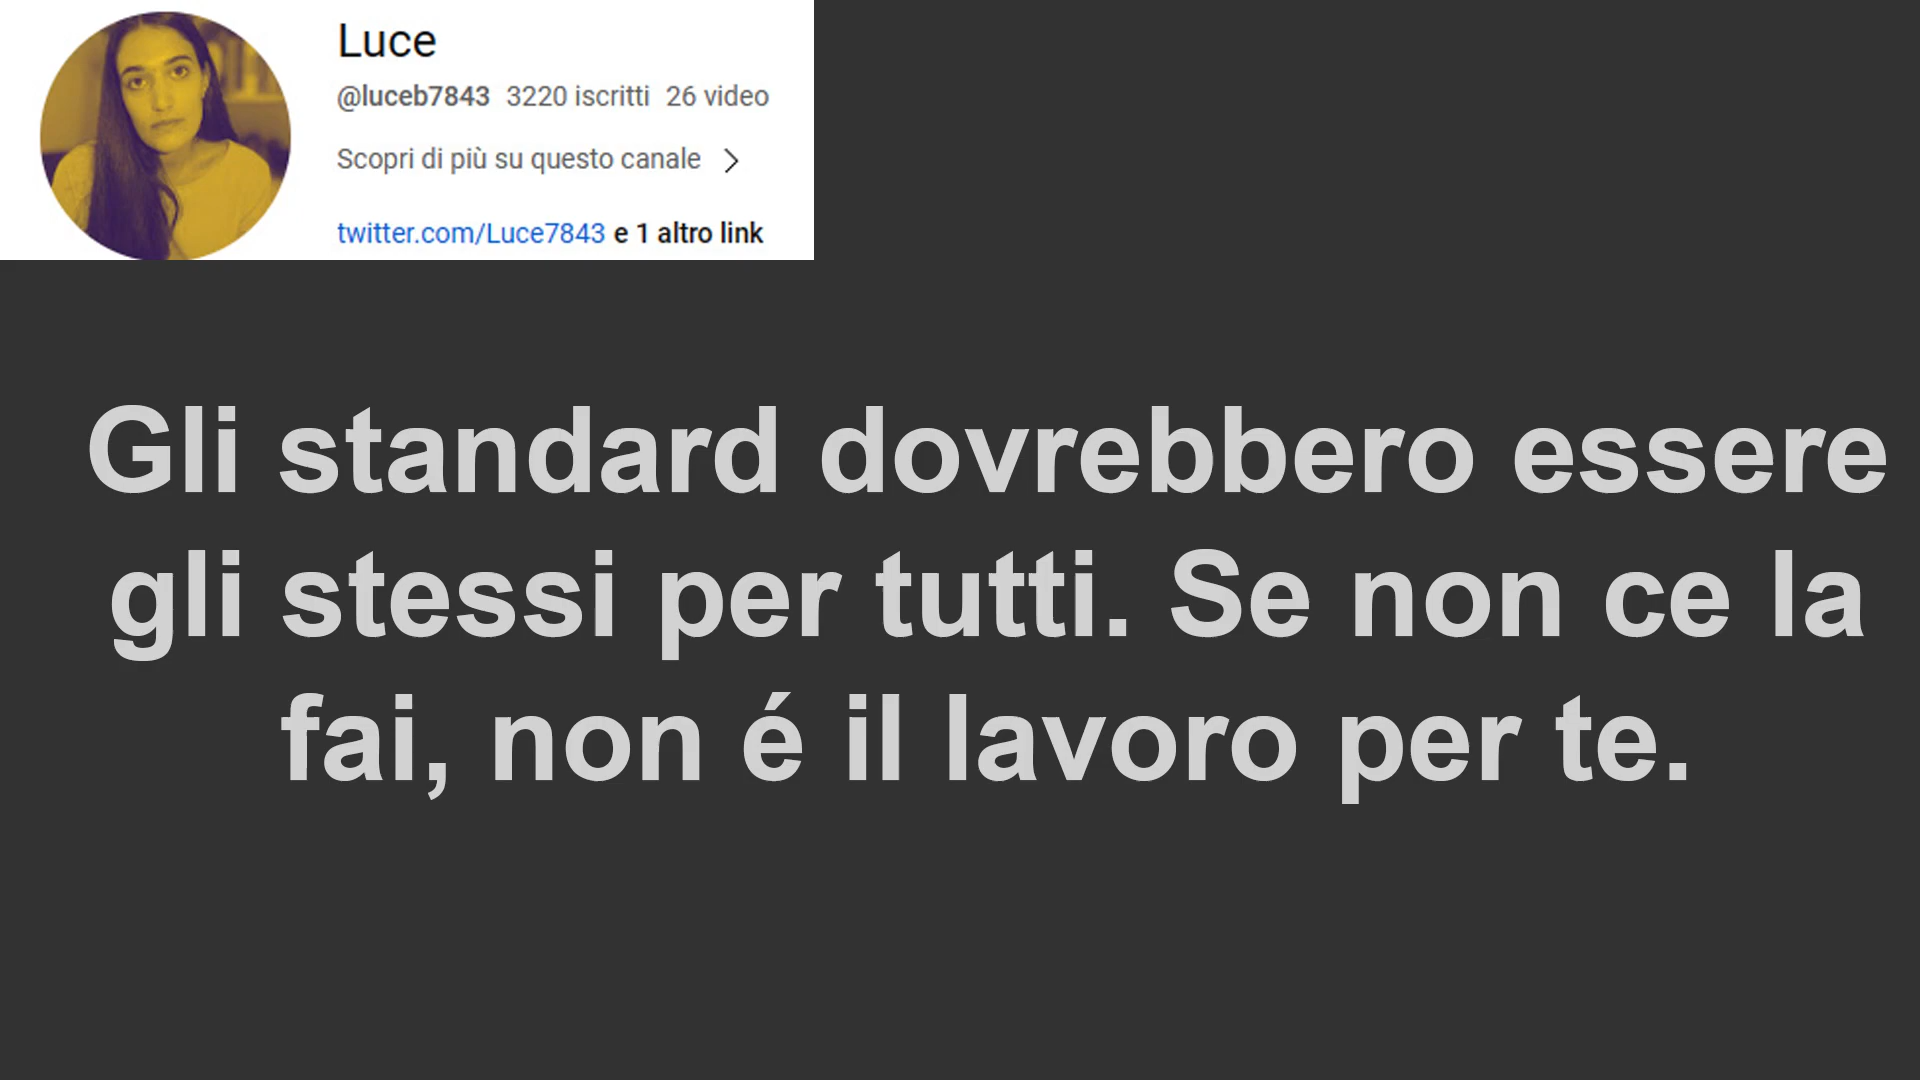 Luce
@luceb7843 3220 iscritti 26 video
Scopri di più su questo canale
twitter.com/Luce7843 e 1 altro link
Gli standard dovrebbero essere
gli stessi per tutti. Se non ce la
fai, non é il lavoro per te.